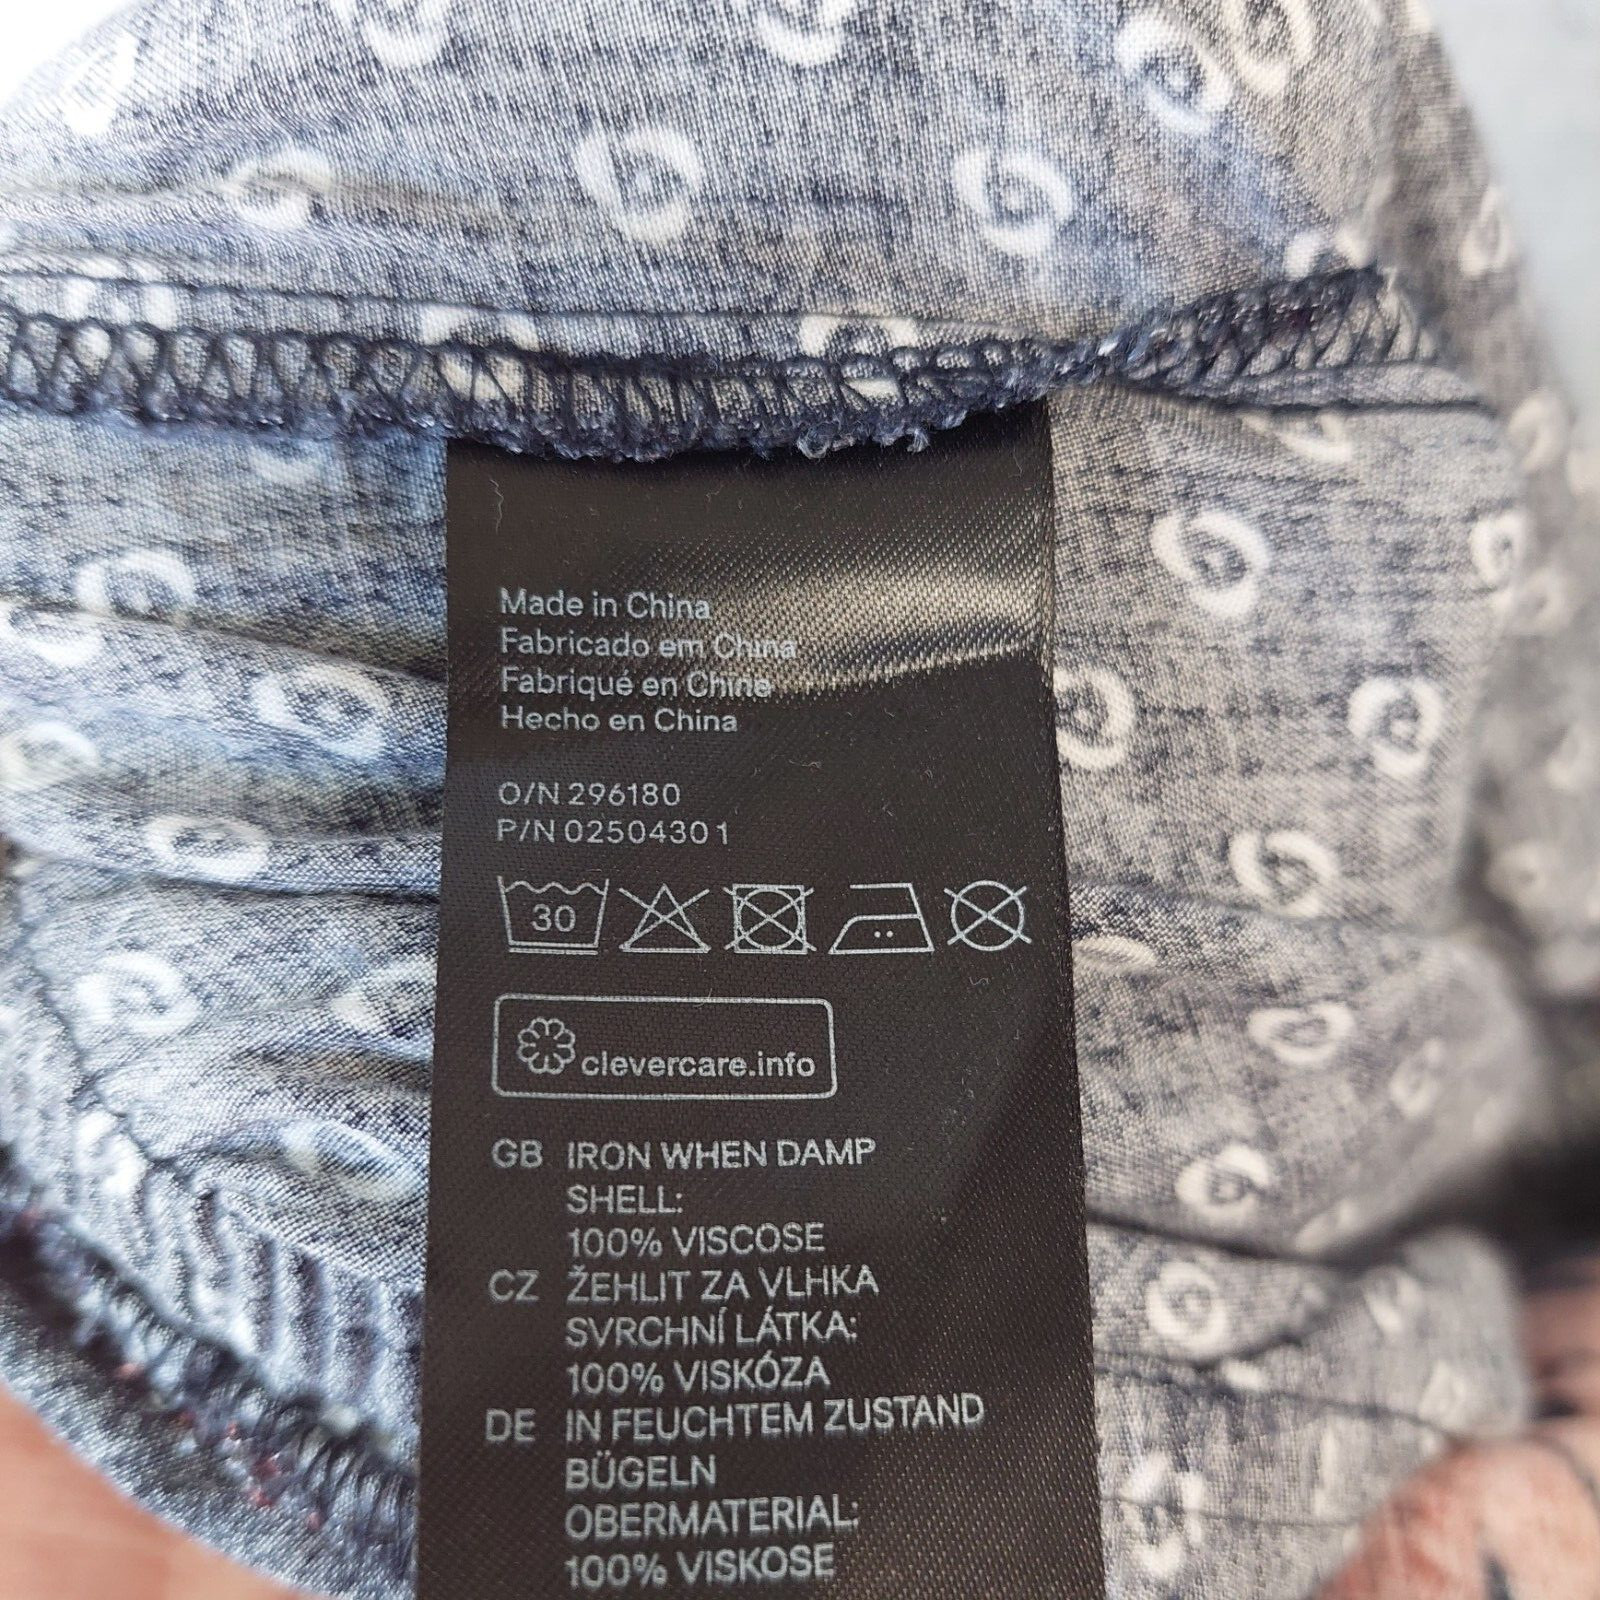 Made in China
Fabricado em China
Fabriqué en Chine
Hecho en China
O/N 296180
P/N 02504301
30
clevercare.info
GB IRON WHEN DAMP
SHELL:
100% VISCOSE
CZ ŽEHLIT ZA VLHKA
SVRCHNÍ LÁTKA:
100% VISKÓZA
DE IN FEUCHTEM ZUSTAND
BÜGELN
OBERMATERIAL:
100% VISKOSE